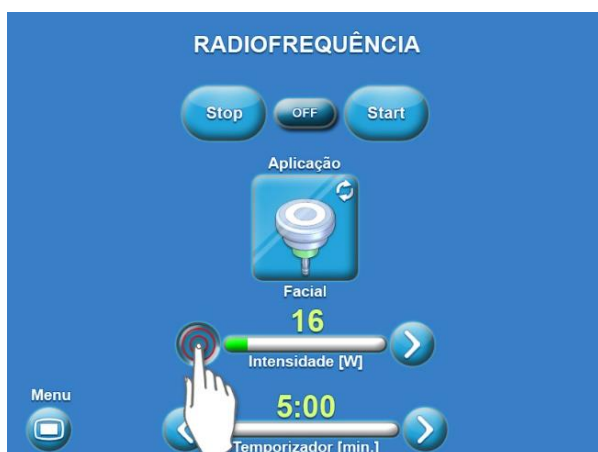 RADIOFREQUÊNCIA
Stop OFF Start
Aplicação
Facial
16
Intensidade [W]
Menu
5:00
Temporizador [min.]